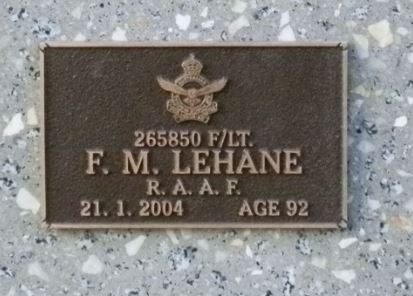 265850 F/LT.
F. M. LEHANE
R. A. A. F.
21. 1. 2004 AGE 92